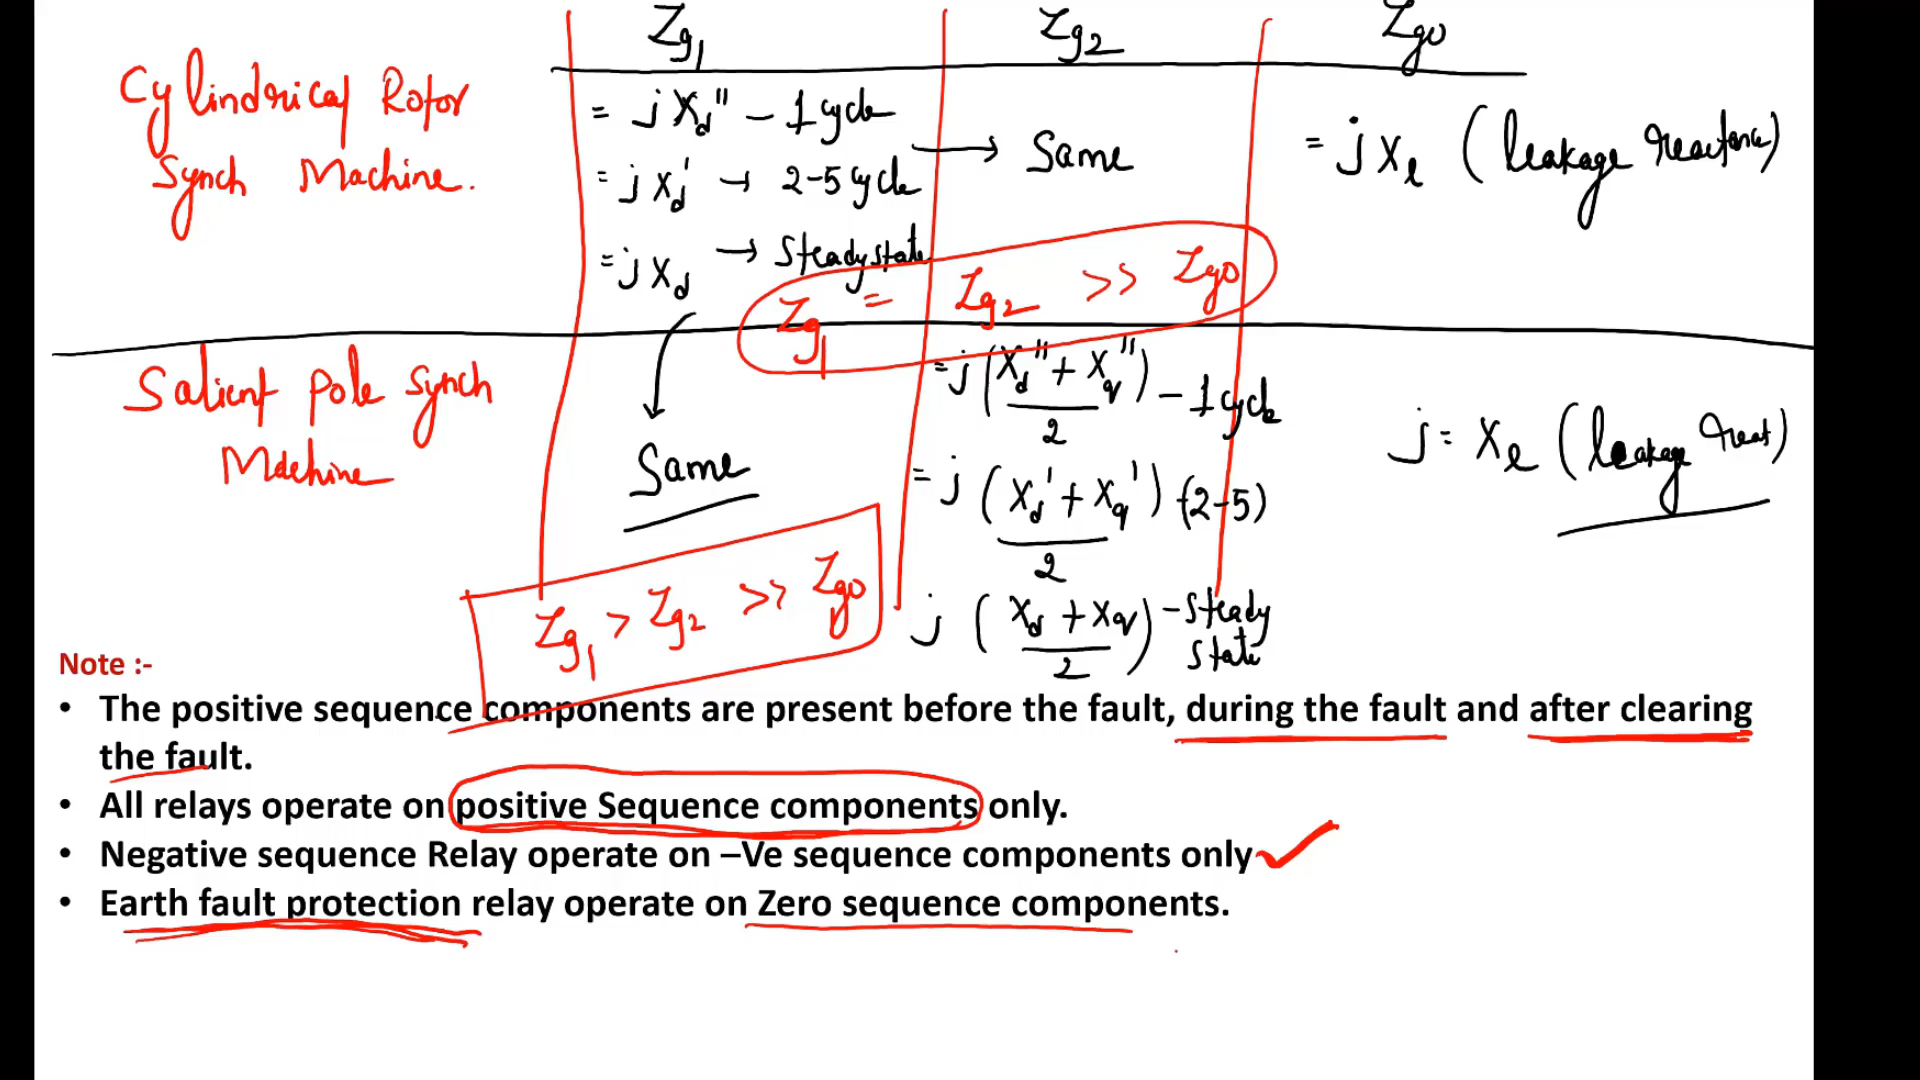 Zg1 Zg2 Zg0
Cylindrical Rotor
Synch Machine.
= jXd'' - 1 cycle
= jXd' → 2-5 cycle
= jXd → Steady state
→ Same
= jXl (leakage reactance)
Zg1 = Zg2 >> Zg0
Salient pole Synch
Machine
Same
= j(Xd'' + Xq'')/2 - 1 cycle
= j(Xd' + Xq')/2 (2-5)
j(Xd + Xq)/2 - Steady
State
j = Xl (leakage reat)
Zg1 > Zg2 >> Zg0
Note :-
• The positive sequence components are present before the fault, during the fault and after clearing
the fault.
• All relays operate on positive Sequence components only.
• Negative sequence Relay operate on –Ve sequence components only
• Earth fault protection relay operate on Zero sequence components.